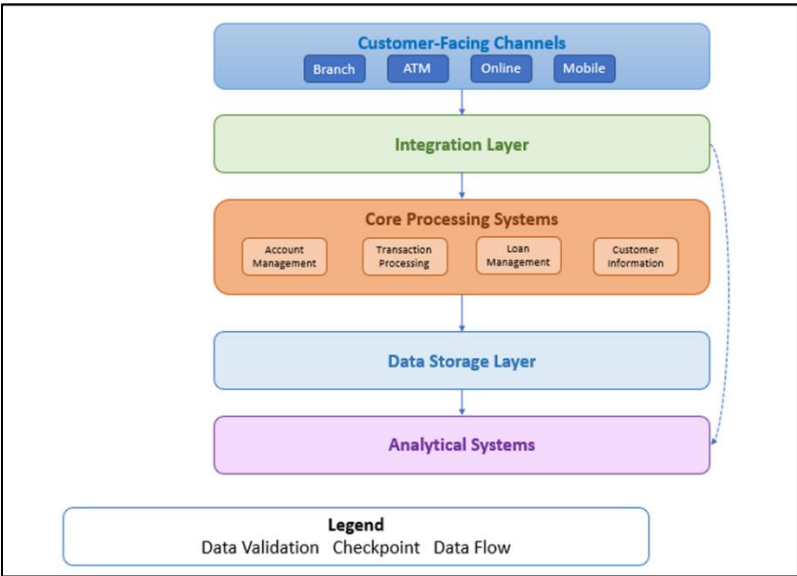 Customer-Facing Channels
Branch ATM Online Mobile
Integration Layer
Core Processing Systems
Account
Management
Transaction
Processing
Loan
Management
Customer
Information
Data Storage Layer
Analytical Systems
Legend
Data Validation Checkpoint Data Flow